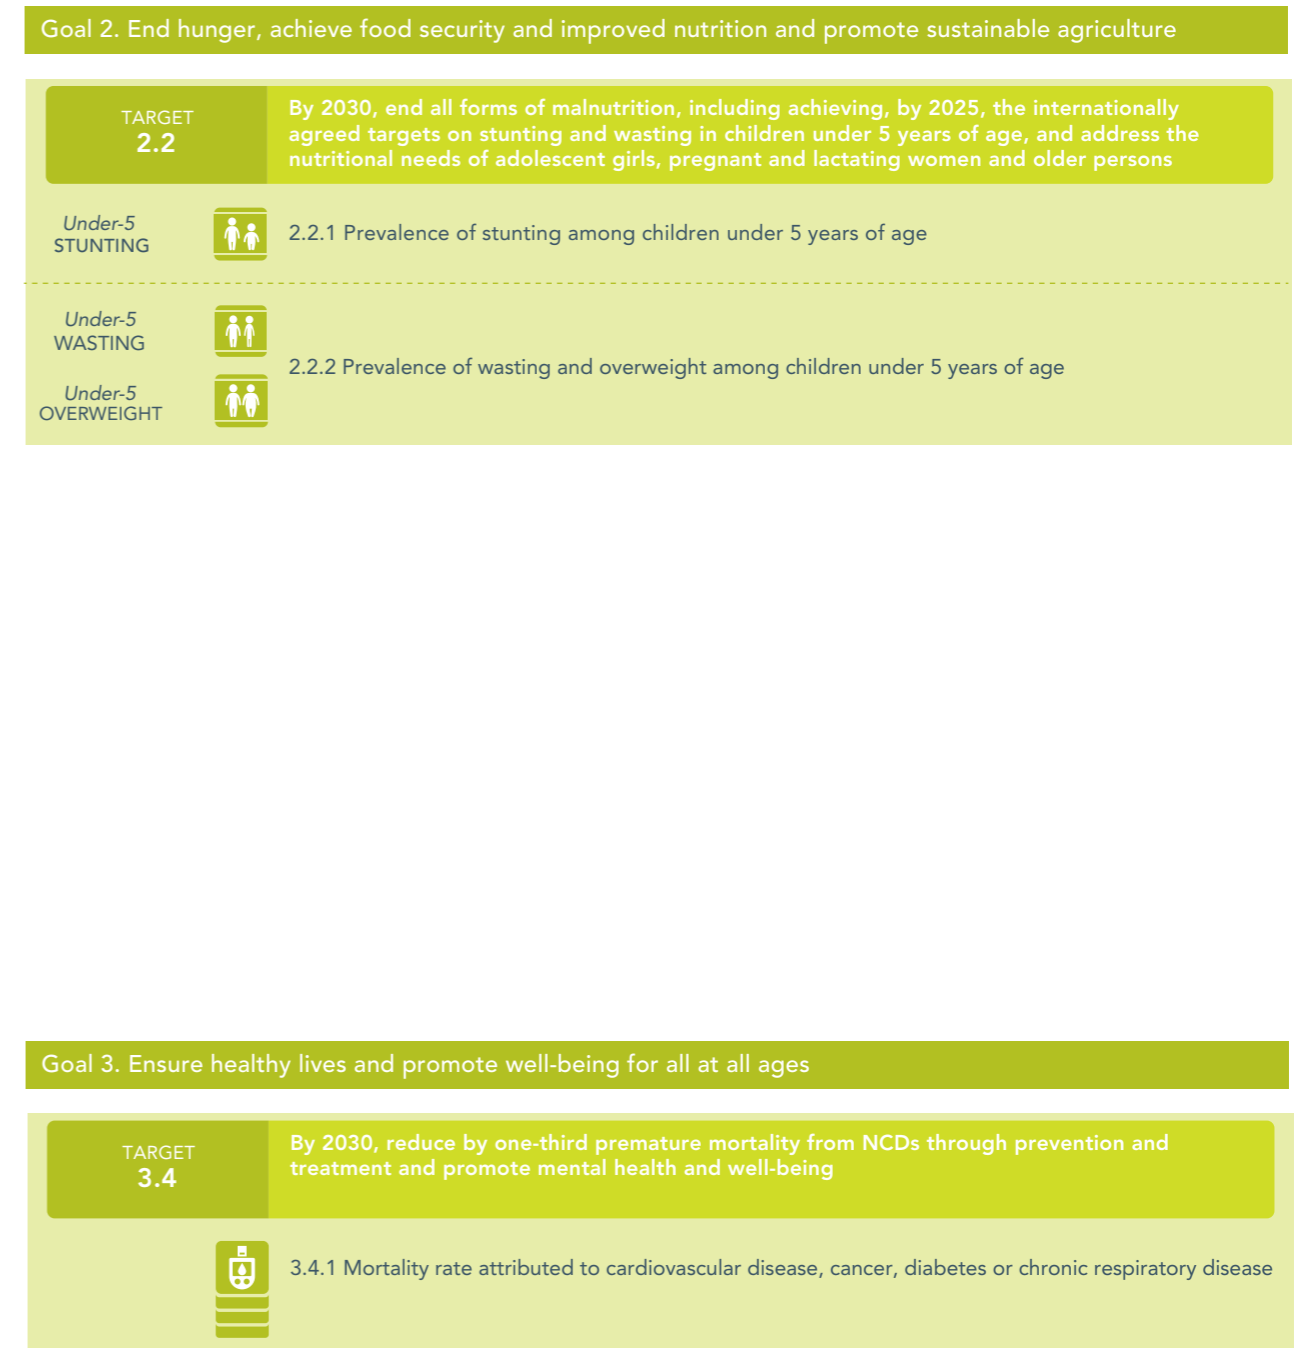 Goal 2. End hunger, achieve food security and improved nutrition and promote sustainable agriculture
TARGET
2.2
By 2030, end all forms of malnutrition, including achieving, by 2025, the internationally
agreed targets on stunting and wasting in children under 5 years of age, and address the
nutritional needs of adolescent girls, pregnant and lactating women and older persons
Under-5
STUNTING
2.2.1 Prevalence of stunting among children under 5 years of age
Under-5
WASTING
Under-5
OVERWEIGHT
2.2.2 Prevalence of wasting and overweight among children under 5 years of age
Goal 3. Ensure healthy lives and promote well-being for all at all ages
TARGET
3.4
By 2030, reduce by one-third premature mortality from NCDs through prevention and
treatment and promote mental health and well-being
3.4.1 Mortality rate attributed to cardiovascular disease, cancer, diabetes or chronic respiratory disease